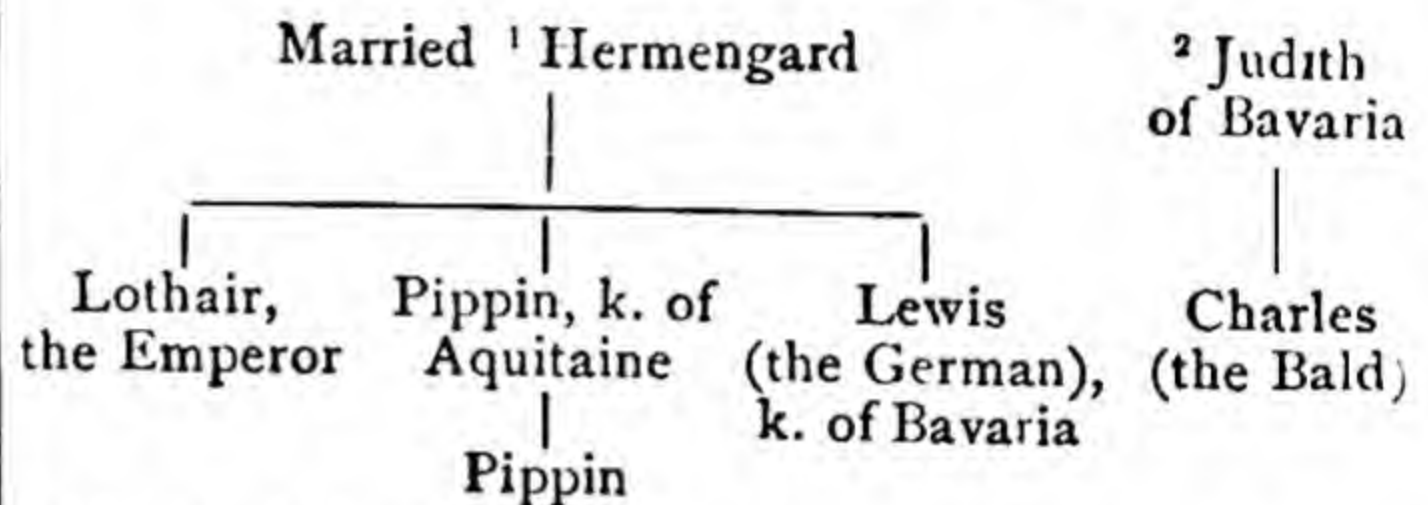 Married ¹ Hermengard
² Judith
of Bavaria
Lothair,
the Emperor
Pippin, k. of
Aquitaine
Pippin
Lewis
(the German),
k. of Bavaria
Charles
(the Bald)